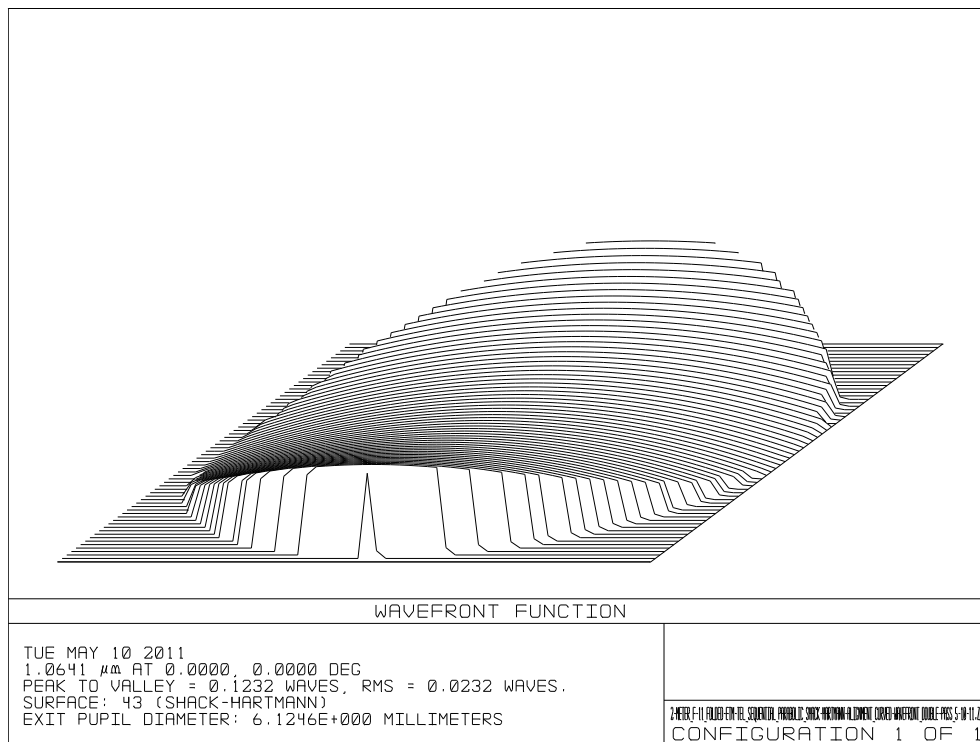 WAVEFRONT FUNCTION
TUE MAY 10 2011
1.0641 µm AT 0.0000, 0.0000 DEG
PEAK TO VALLEY = 0.1232 WAVES, RMS = 0.0232 WAVES.
SURFACE: 43 (SHACK-HARTMANN)
EXIT PUPIL DIAMETER: 6.1246E+000 MILLIMETERS
CONFIGURATION 1 OF 1